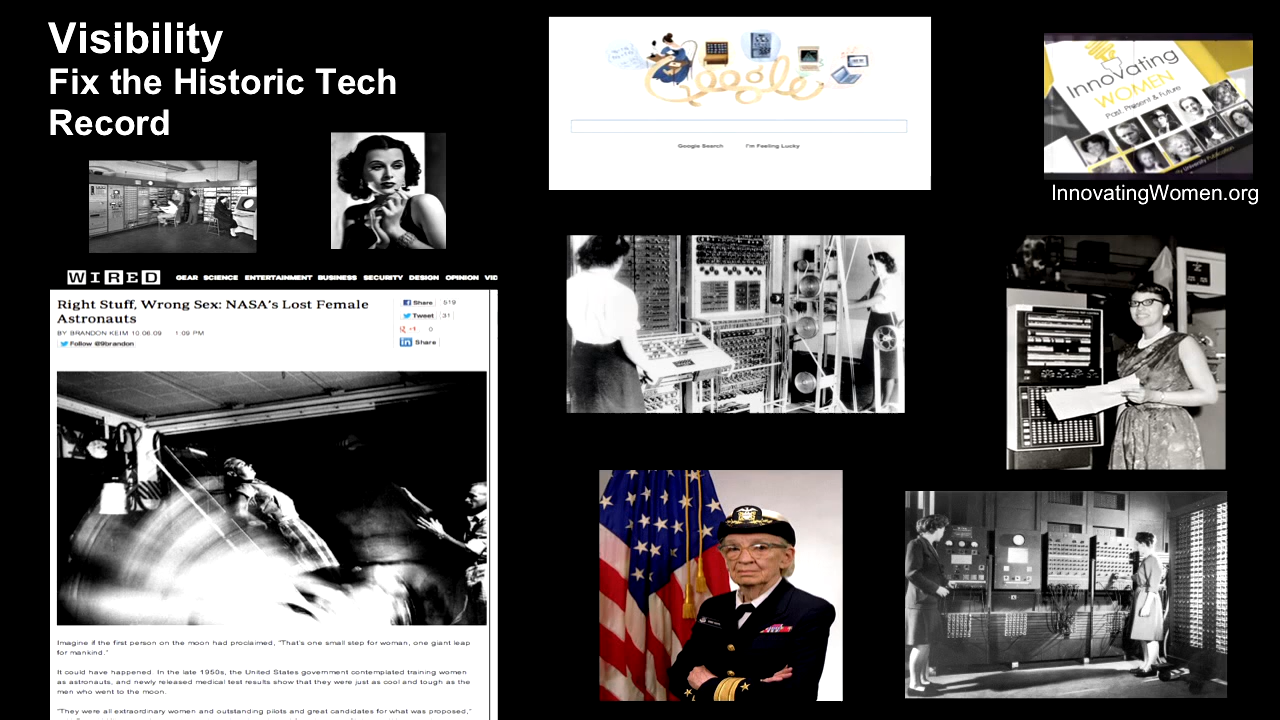 Visibility
Fix the Historic Tech
Record
WIRED GEAR SCIENCE ENTERTAINMENT BUSINESS SECURITY DESIGN OPINION VID
Right Stuff, Wrong Sex: NASA's Lost Female
Astronauts
BY BRANDON KEIM 10.06.09 1:09 PM
Follow @9brandon
Share 519
Tweet 31
+1 0
Share
Imagine if the first person on the moon had proclaimed, "That's one small step for woman, one giant leap
for mankind."
It could have happened. In the late 1950s, the United States government contemplated training women
as astronauts, and newly released medical test results show that they were just as cool and tough as the
men who went to the moon.
"They were all extraordinary women and outstanding pilots and great candidates for what was proposed,"
Google
Google Search I'm Feeling Lucky
Innovating
WOMEN
Past, Present & Future
University Publication
InnovatingWomen.org